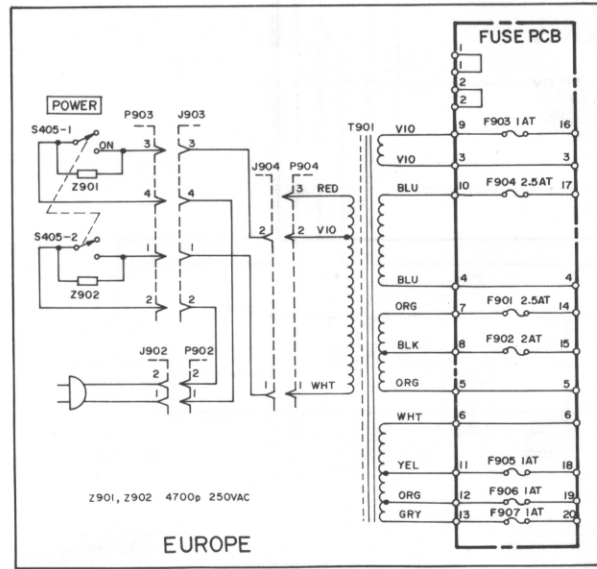 FUSE PCB
1
1
2
2
POWER
P903 J903
S405-1
ON
Z901
3 3
4 4
S405-2
Z902
1 1
2 2
J902 P902
2 2
1 1
J904 P904
3 RED
2 2 VIO
1 1 WHT
T901
VIO 9 F903 1AT 16
VIO 3 3
BLU 10 F904 2.5AT 17
BLU 4 4
ORG 7 F901 2.5AT 14
BLK 8 F902 2AT 15
ORG 5 5
WHT 6 6
YEL 11 F905 1AT 18
ORG 12 F906 1AT 19
GRY 13 F907 1AT 20
Z901, Z902 4700p 250VAC
EUROPE